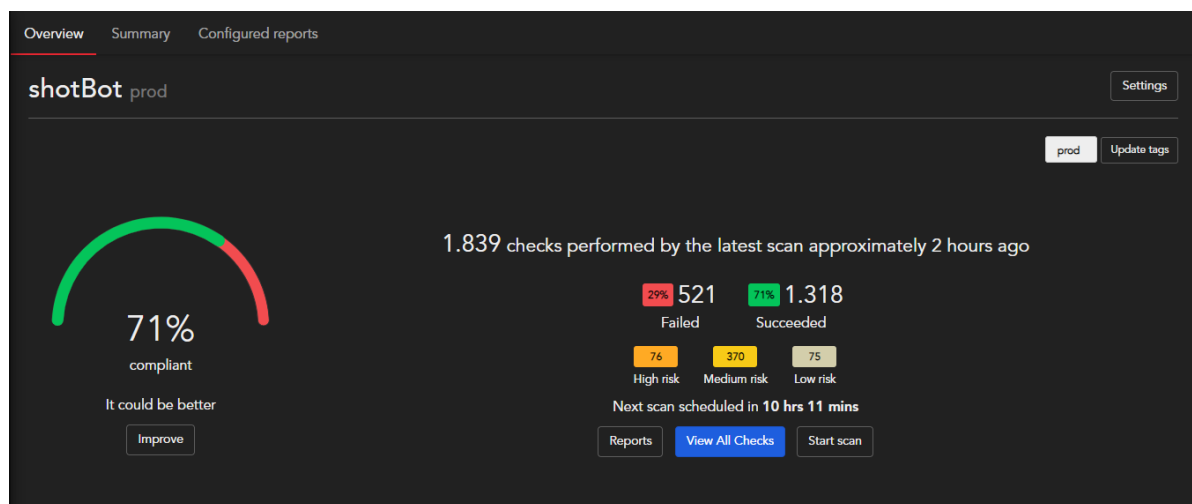 Overview Summary Configured reports
shotBot prod
Settings
prod Update tags
1.839 checks performed by the latest scan approximately 2 hours ago
29% 521 71% 1.318
Failed Succeeded
76 370 75
High risk Medium risk Low risk
Next scan scheduled in 10 hrs 11 mins
Reports View All Checks Start scan
71%
compliant
It could be better
Improve